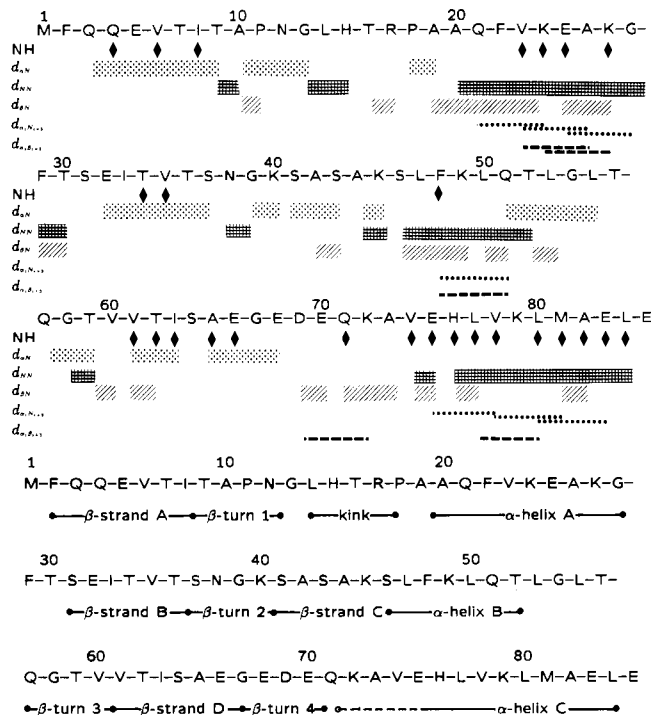 1 10 20
M-F-Q-Q-E-V-T-I-T-A-P-N-G-L-H-T-R-P-A-A-Q-F-V-K-E-A-K-G-
NH
dαN
dNN
dβN
dα,N,i+3
dα,β,i+3
30 40 50
F-T-S-E-I-T-V-T-S-N-G-K-S-A-S-A-K-S-L-F-K-L-Q-T-L-G-L-T-
NH
dαN
dNN
dβN
dα,N,i+3
dα,β,i+3
60 70 80
Q-G-T-V-V-T-I-S-A-E-G-E-D-E-Q-K-A-V-E-H-L-V-K-L-M-A-E-L-E
NH
dαN
dNN
dβN
dα,N,i+3
dα,β,i+3
1 10 20
M-F-Q-Q-E-V-T-I-T-A-P-N-G-L-H-T-R-P-A-A-Q-F-V-K-E-A-K-G-
β-strand A β-turn 1 kink α-helix A
30 40 50
F-T-S-E-I-T-V-T-S-N-G-K-S-A-S-A-K-S-L-F-K-L-Q-T-L-G-L-T-
β-strand B β-turn 2 β-strand C α-helix B
60 70 80
Q-G-T-V-V-T-I-S-A-E-G-E-D-E-Q-K-A-V-E-H-L-V-K-L-M-A-E-L-E
β-turn 3 β-strand D β-turn 4 α-helix C